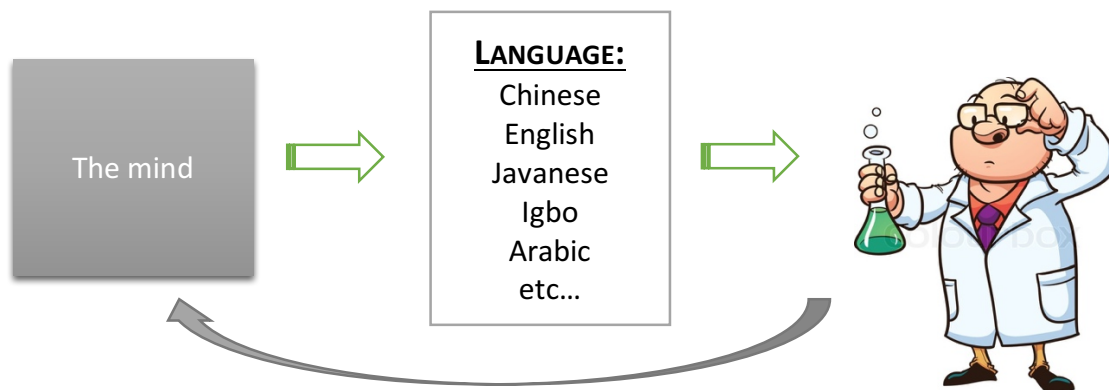 The mind
LANGUAGE:
Chinese
English
Javanese
Igbo
Arabic
etc…